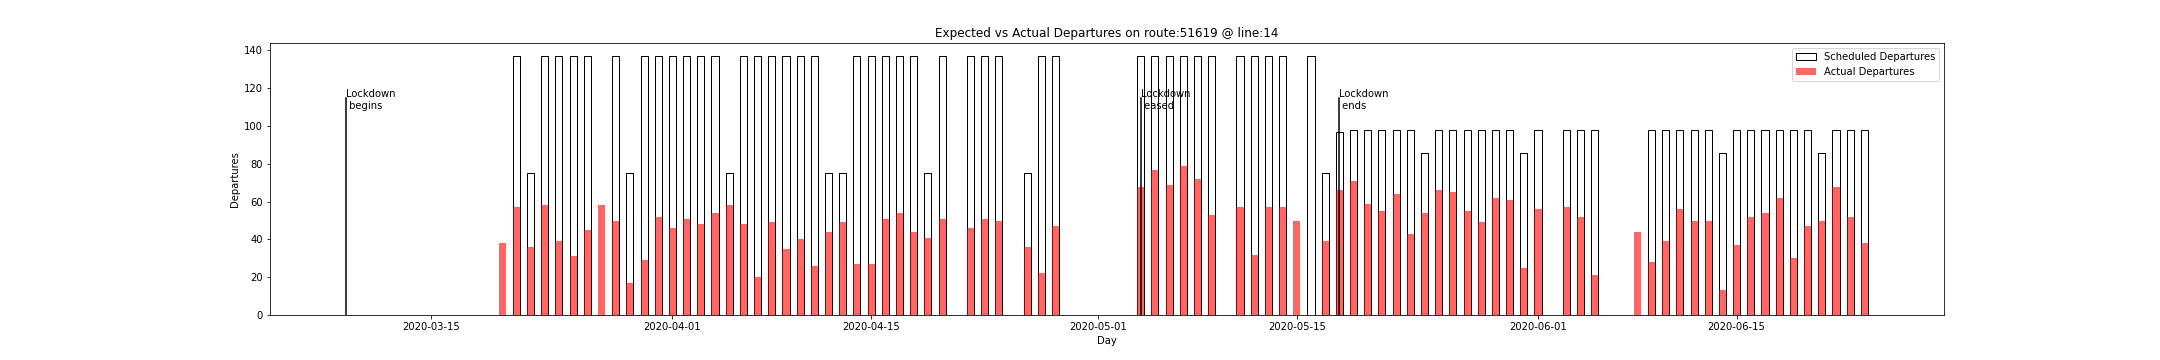 Expected vs Actual Departures on route:51619 @ line:14
140
120
100
80
60
40
20
0
Departures
Scheduled Departures
Actual Departures
Lockdown
begins
Lockdown
eased
Lockdown
ends
2020-03-15
2020-04-01
2020-04-15
2020-05-01
2020-05-15
2020-06-01
2020-06-15
Day